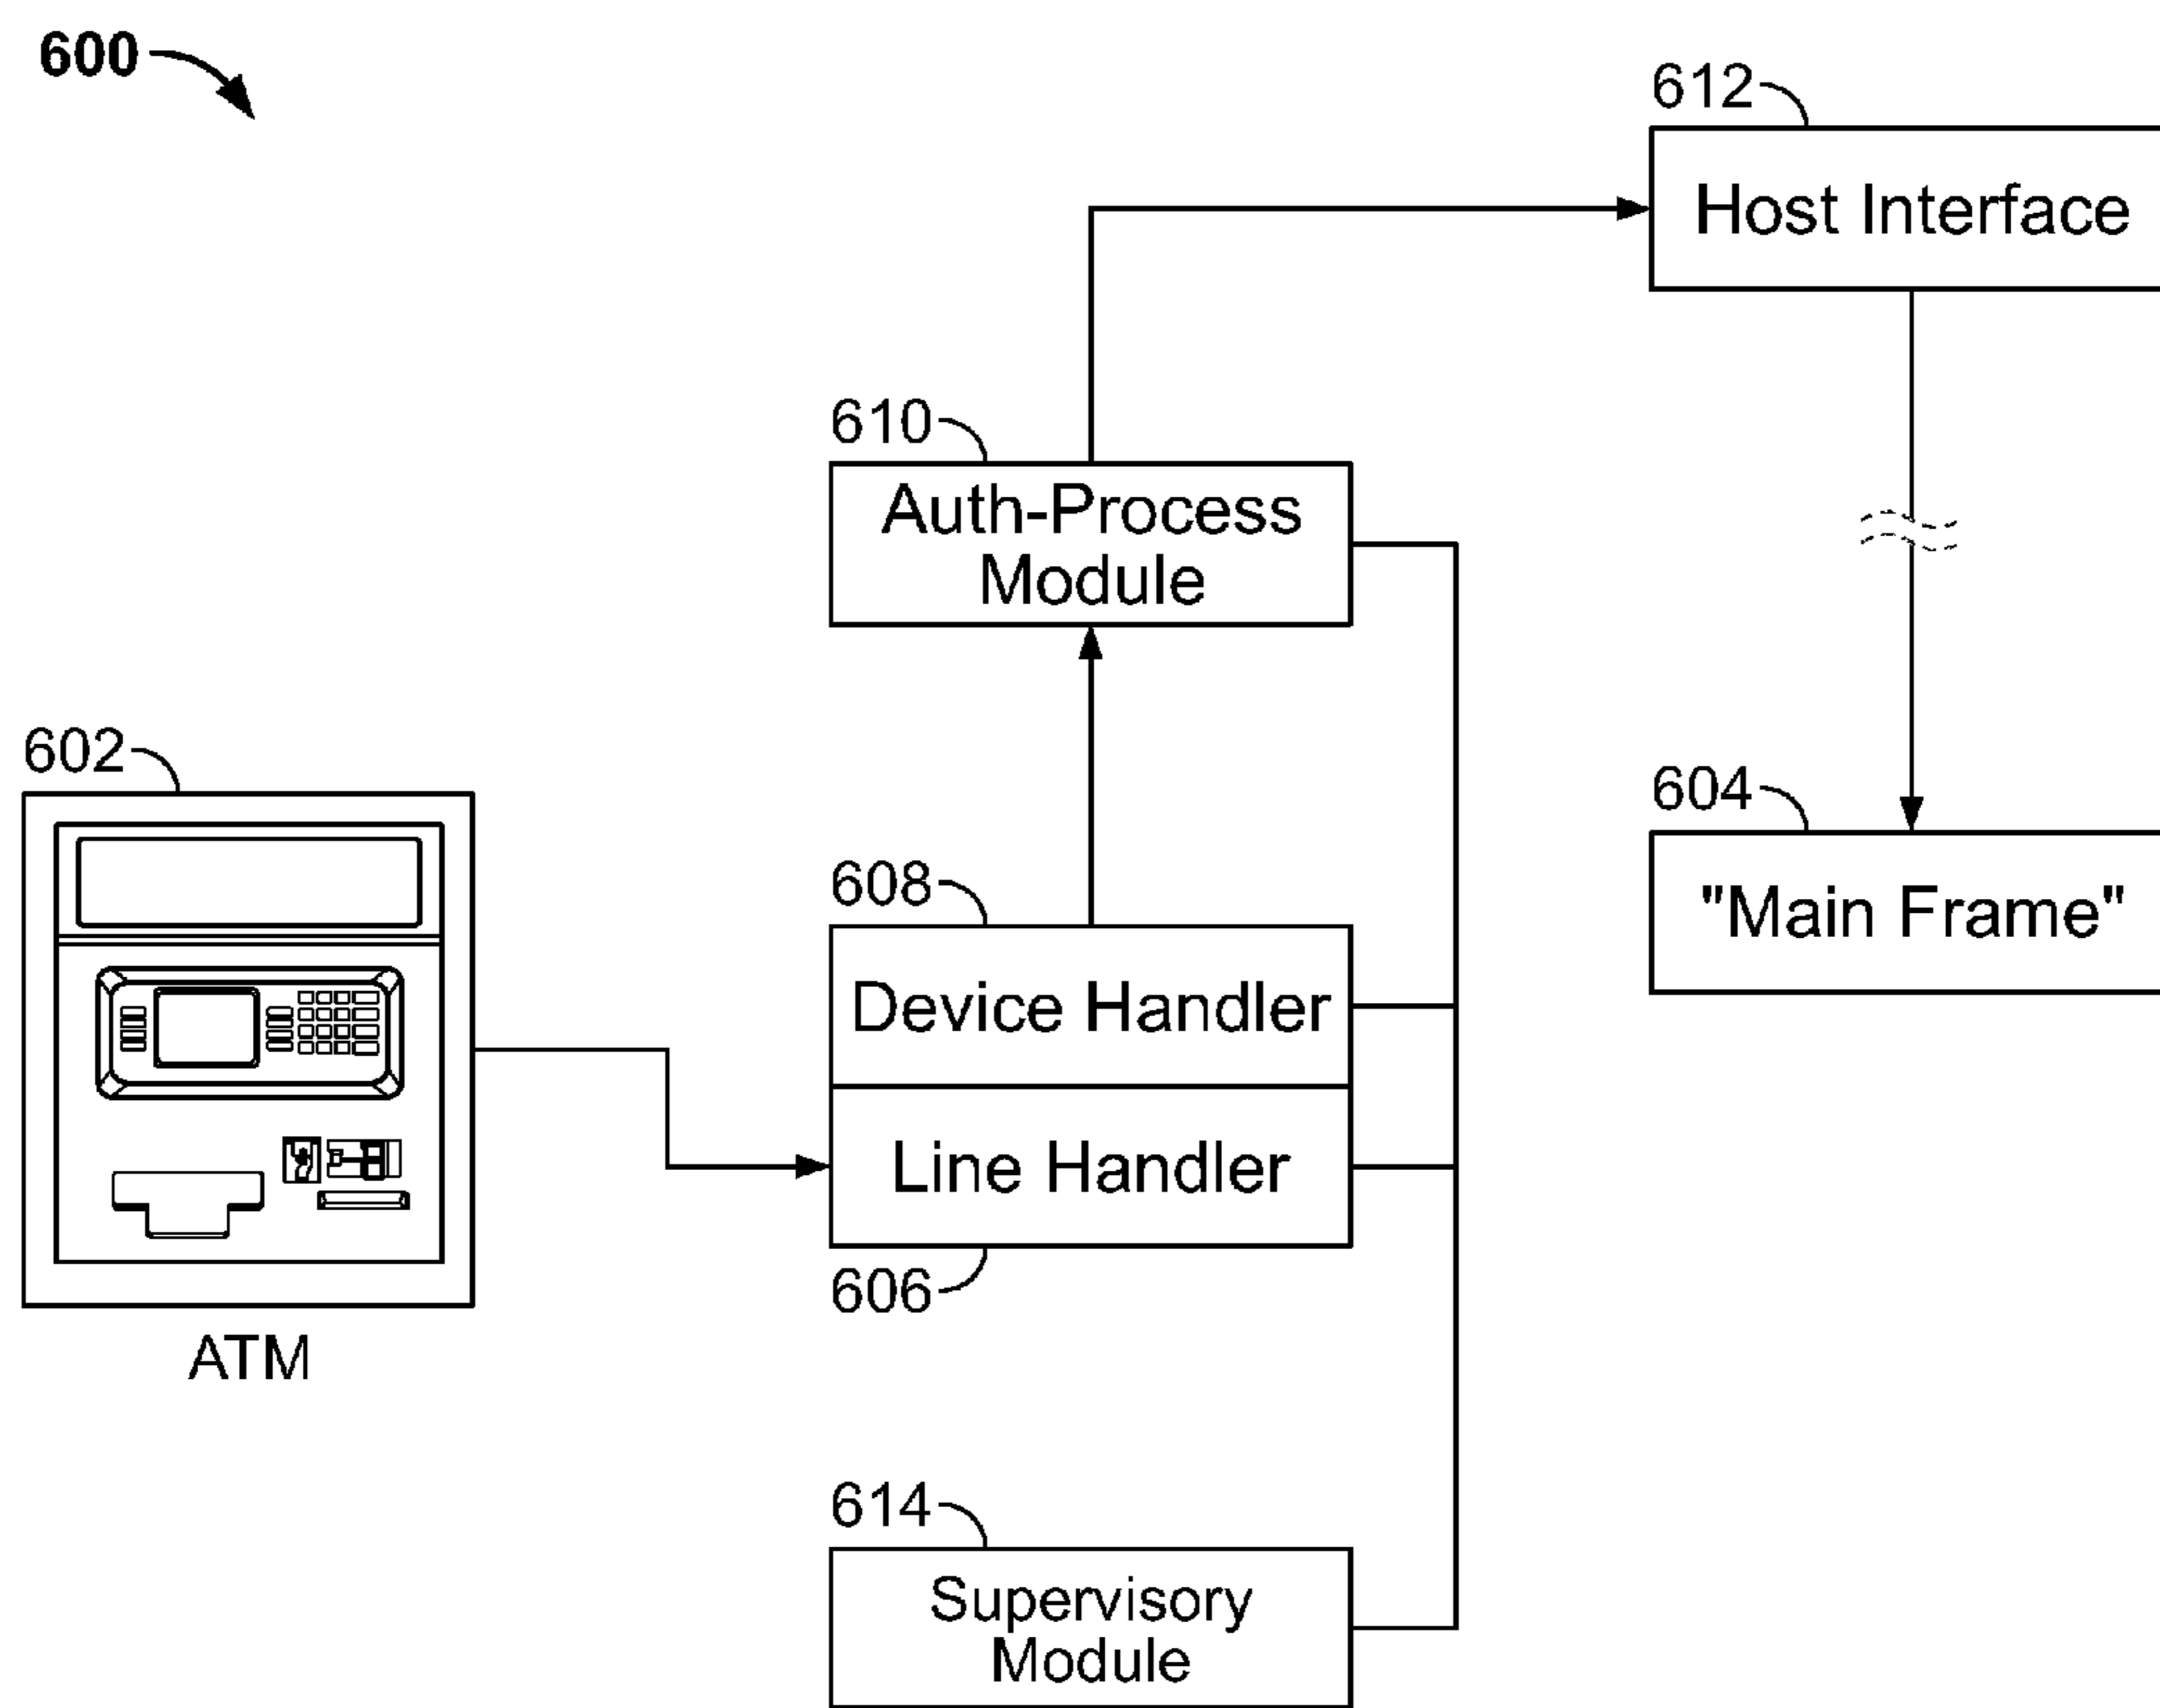 600
612
Host Interface
610
Auth-Process
Module
602
604
"Main Frame"
608
Device Handler
Line Handler
606
ATM
614
Supervisory
Module